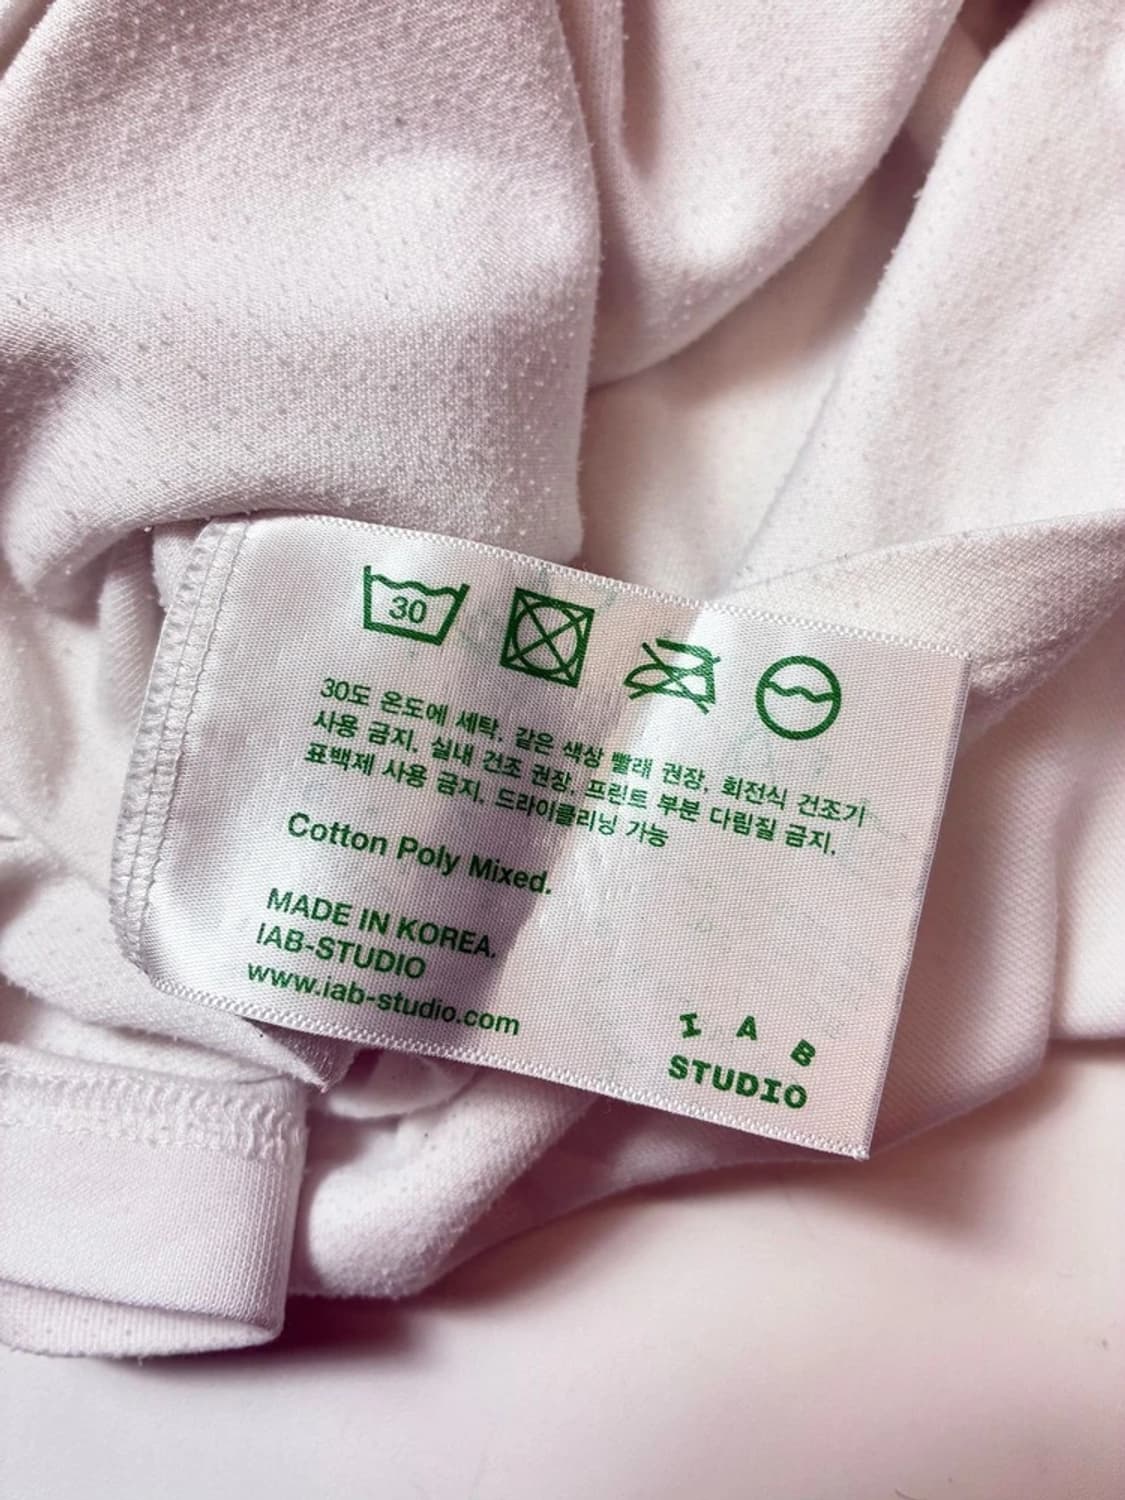 30
30도 온도에 세탁. 같은 색상 빨래 권장, 회전식 건조기
사용 금지. 실내 건조 권장. 프린트 부분 다림질 금지.
표백제 사용 금지. 드라이클리닝 가능
Cotton Poly Mixed.
MADE IN KOREA.
IAB-STUDIO
www.iab-studio.com
I A B
STUDIO